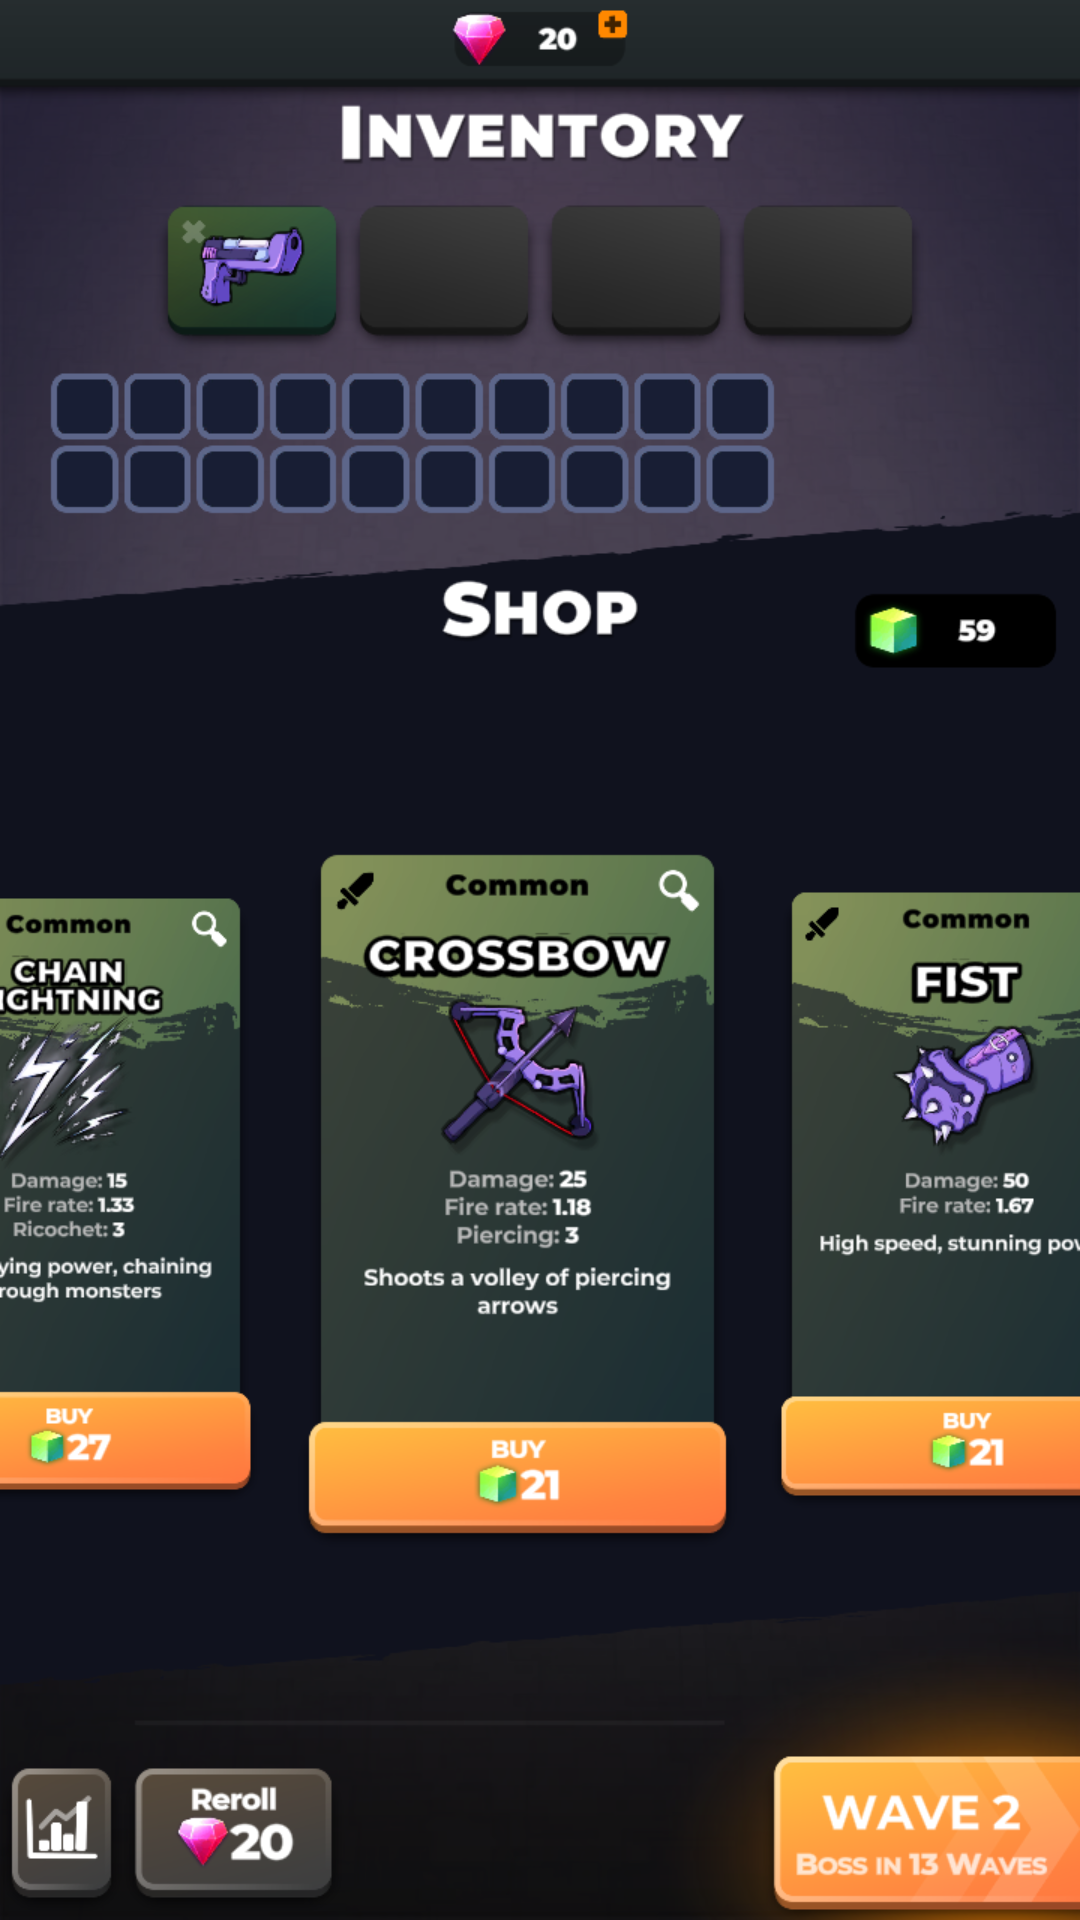 20
INVENTORY
SHOP
59
Common
CHAIN
IGHTNING
Damage: 15
Fire rate: 1.33
Ricochet: 3
ying power, chaining
rough monsters
BUY
27
Common
CROSSBOW
Damage: 25
Fire rate: 1.18
Piercing: 3
Shoots a volley of piercing
arrows
BUY
21
Common
FIST
Damage: 50
Fire rate: 1.67
High speed, stunning pow
BUY
21
Reroll
20
WAVE 2
BOSS IN 13 WAVES